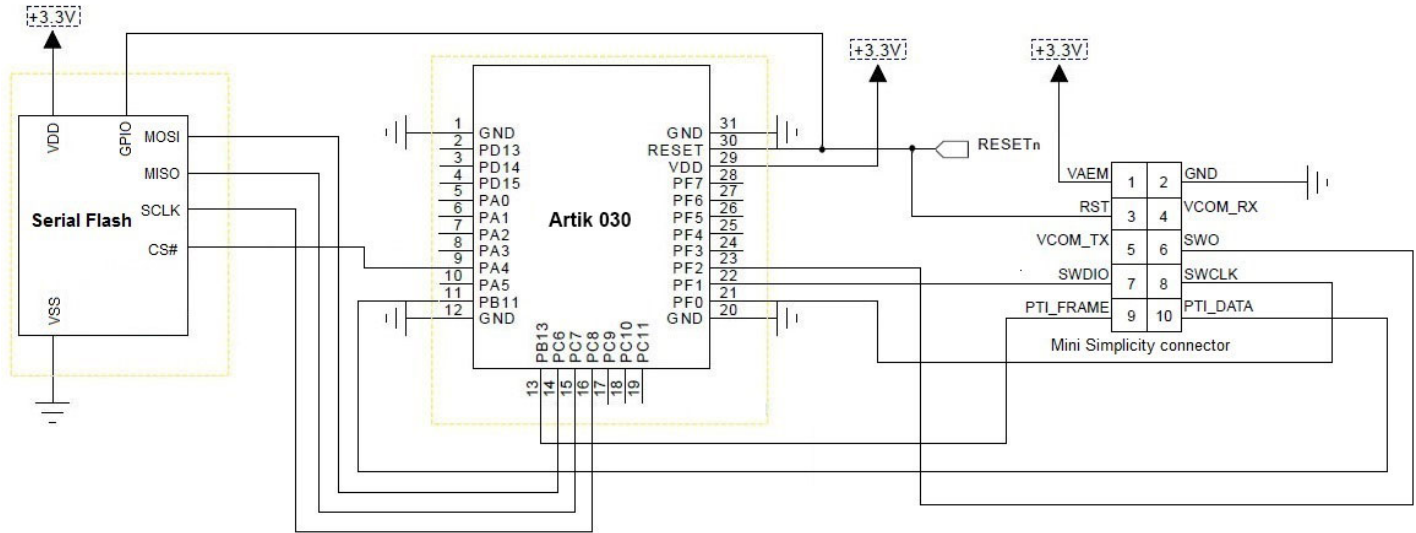 +3.3V
VDD
GPIO
MOSI
MISO
SCLK
CS#
Serial Flash
VSS
Artik 030
1 GND
2 PD13
3 PD14
4 PD15
5 PA0
6 PA1
7 PA2
8 PA3
9 PA4
10 PA5
11 PB11
12 GND
13 PB13
14 PC6
15 PC7
16 PC8
17 PC9
18 PC10
19 PC11
GND 31
RESET 30
VDD 29
PF7 28
PF6 27
PF5 26
PF4 25
PF3 24
PF2 23
PF1 22
PF0 21
GND 20
+3.3V
RESETn
+3.3V
VAEM 1 2 GND
RST 3 4 VCOM_RX
VCOM_TX 5 6 SWO
SWDIO 7 8 SWCLK
PTI_FRAME 9 10 PTI_DATA
Mini Simplicity connector